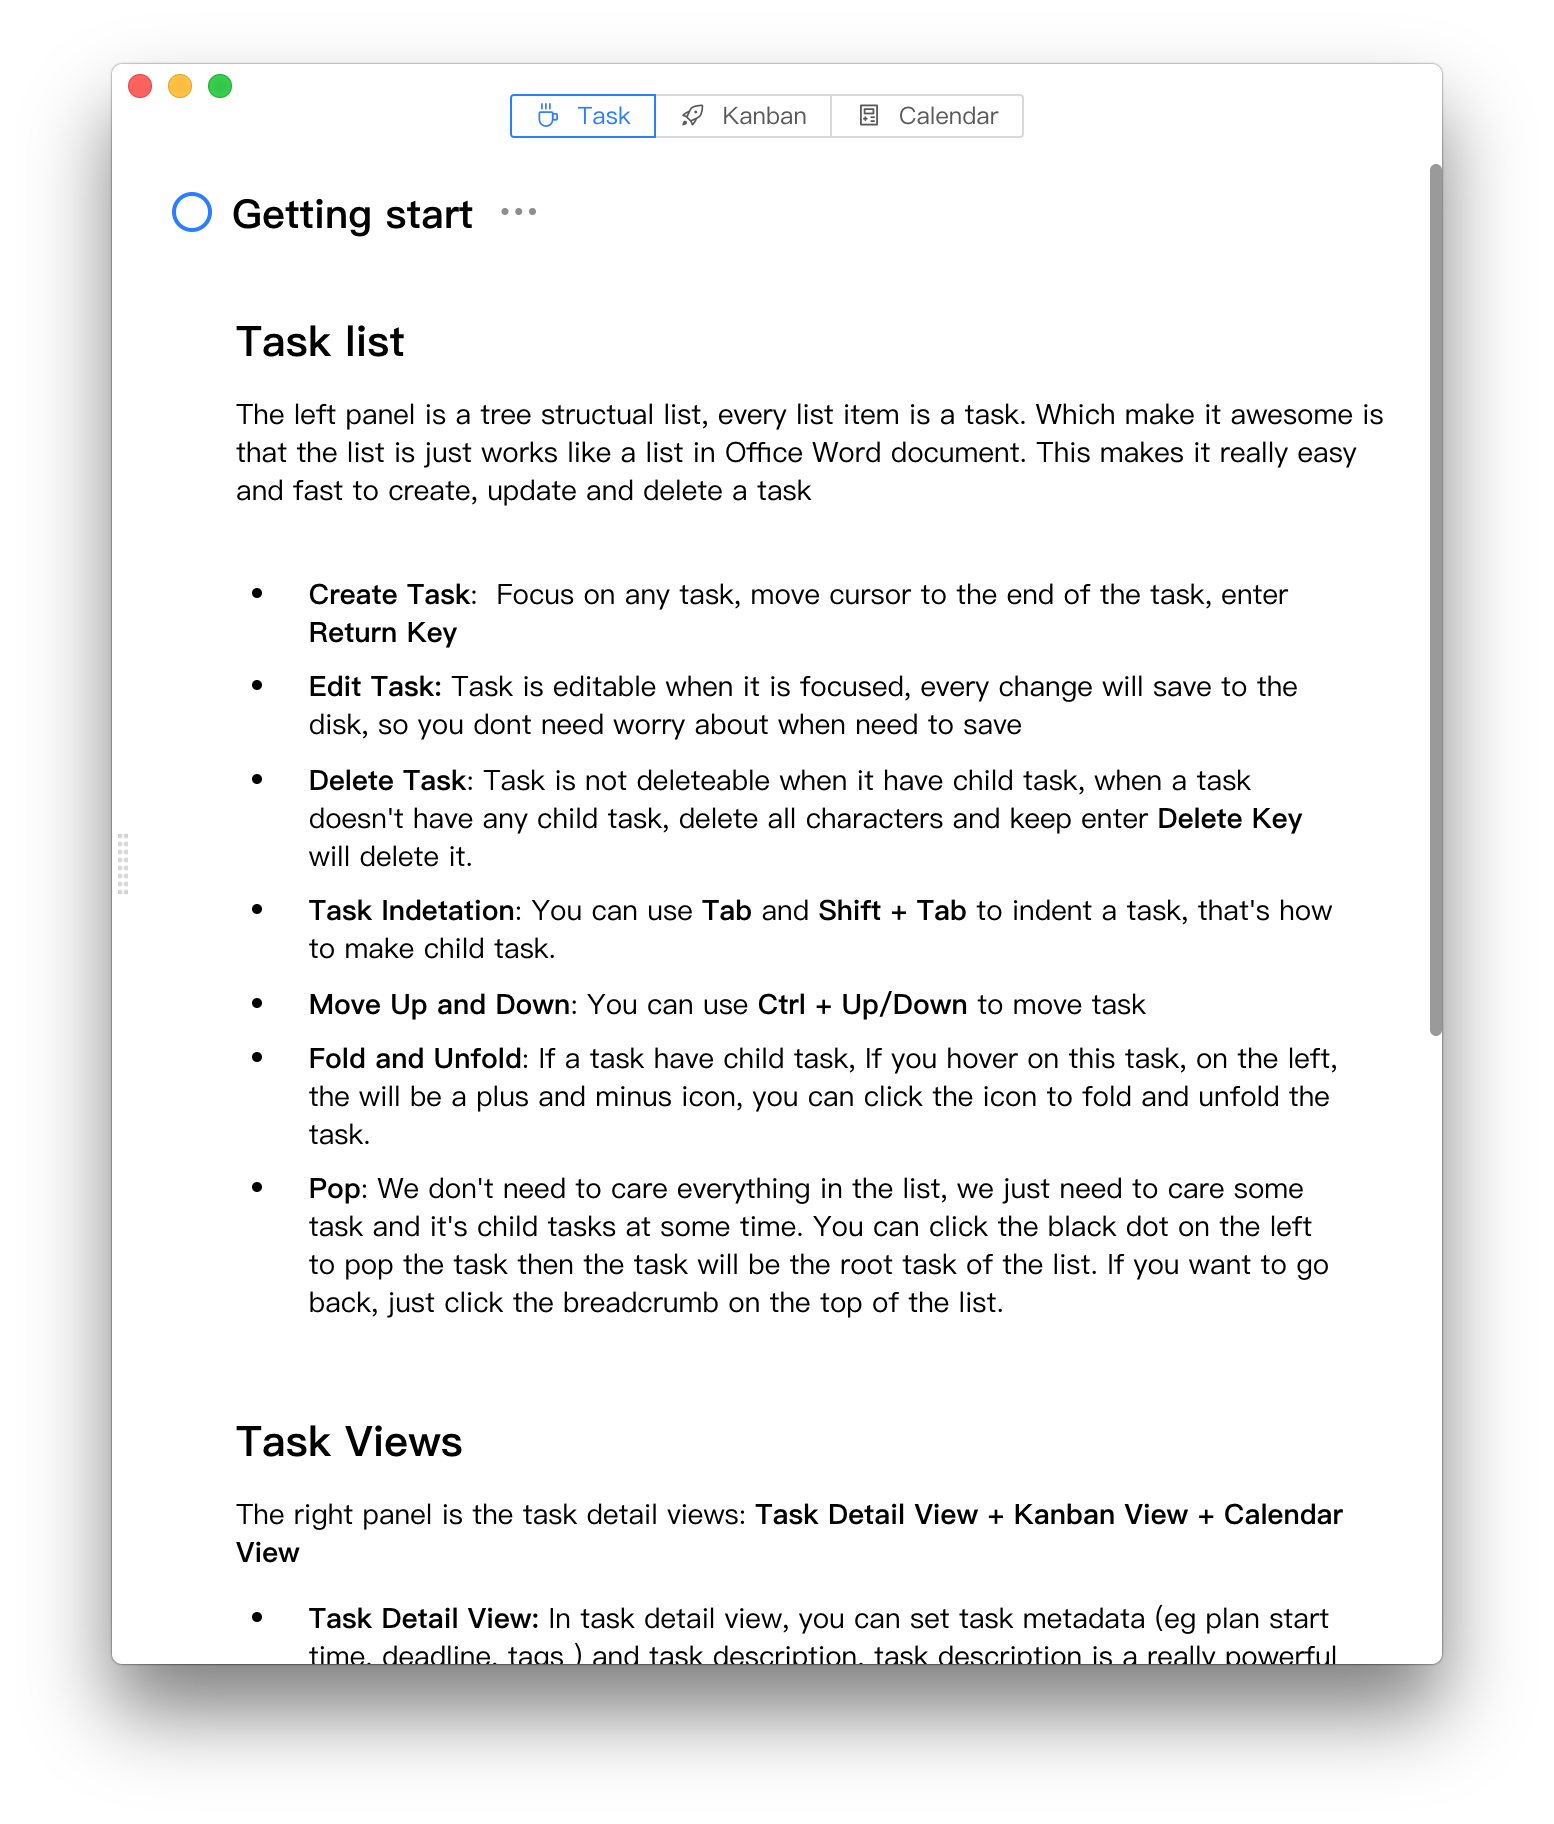 Task
Kanban
Calendar
Getting start
Task list
The left panel is a tree structual list, every list item is a task. Which make it awesome is
that the list is just works like a list in Office Word document. This makes it really easy
and fast to create, update and delete a task
Create Task:  Focus on any task, move cursor to the end of the task, enter
Return Key
Edit Task: Task is editable when it is focused, every change will save to the
disk, so you dont need worry about when need to save
Delete Task: Task is not deleteable when it have child task, when a task
doesn't have any child task, delete all characters and keep enter Delete Key
will delete it.
Task Indetation: You can use Tab and Shift + Tab to indent a task, that's how
to make child task.
Move Up and Down: You can use Ctrl + Up/Down to move task
Fold and Unfold: If a task have child task, If you hover on this task, on the left,
the will be a plus and minus icon, you can click the icon to fold and unfold the
task.
Pop: We don't need to care everything in the list, we just need to care some
task and it's child tasks at some time. You can click the black dot on the left
to pop the task then the task will be the root task of the list. If you want to go
back, just click the breadcrumb on the top of the list.
Task Views
The right panel is the task detail views: Task Detail View + Kanban View + Calendar
View
Task Detail View: In task detail view, you can set task metadata (eg plan start
time, deadline, tags ) and task description, task description is a really powerful